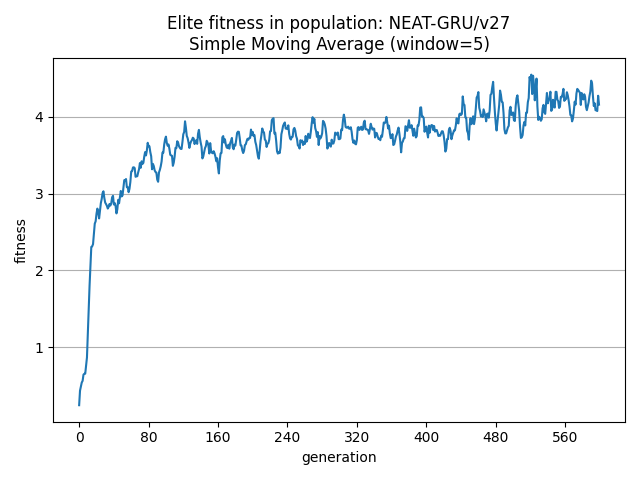 Elite fitness in population: NEAT-GRU/v27
Simple Moving Average (window=5)
fitness
4
3
2
1
0 80 160 240 320 400 480 560
generation